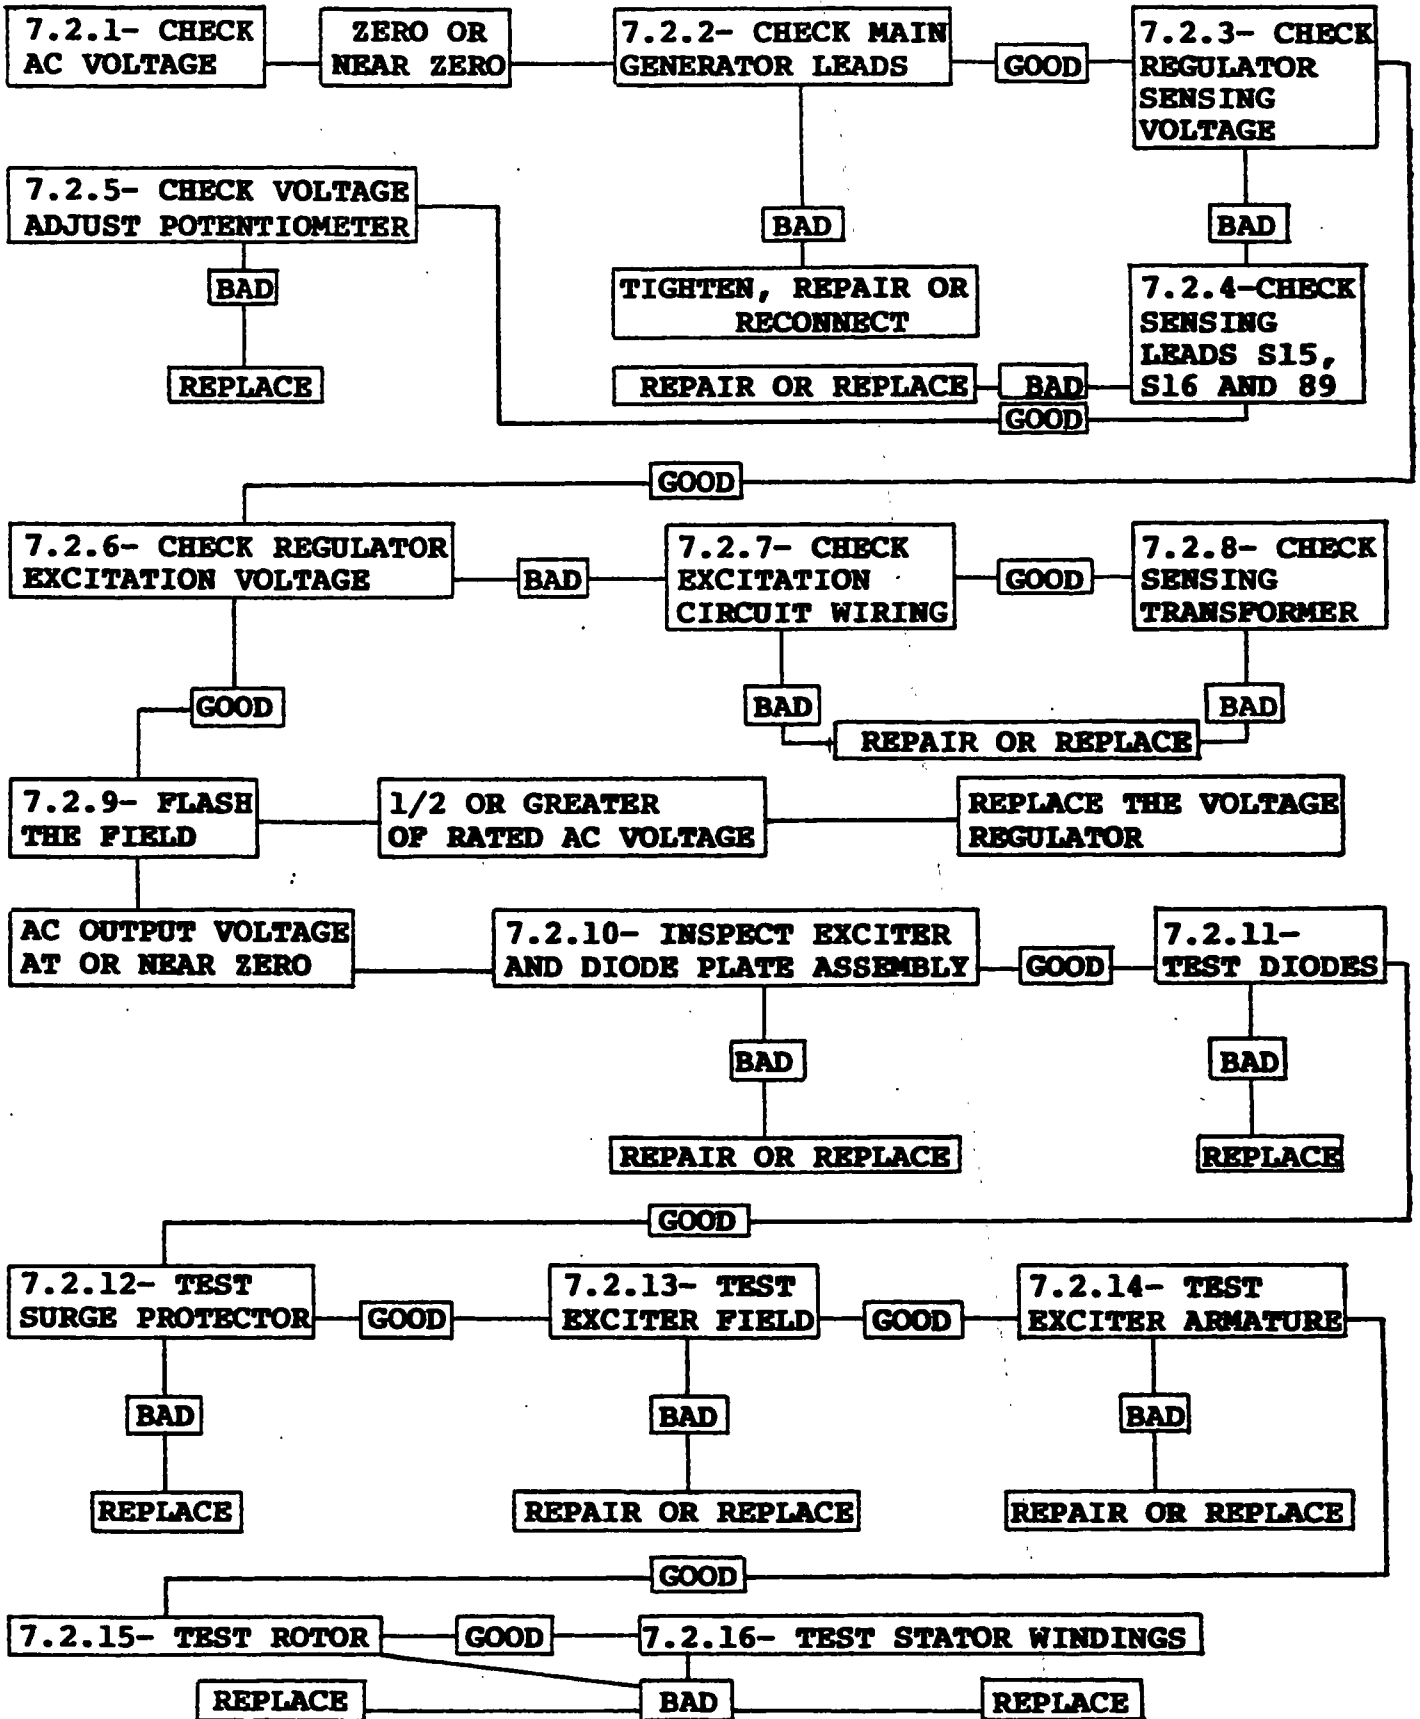 7.2.1- CHECK
AC VOLTAGE
ZERO OR
NEAR ZERO
7.2.2- CHECK MAIN
GENERATOR LEADS
GOOD
7.2.3- CHECK
REGULATOR
SENSING
VOLTAGE
7.2.5- CHECK VOLTAGE
ADJUST POTENTIOMETER
BAD
BAD
BAD
TIGHTEN, REPAIR OR
RECONNECT
7.2.4-CHECK
SENSING
LEADS S15,
S16 AND 89
REPLACE
REPAIR OR REPLACE
BAD
GOOD
GOOD
7.2.6- CHECK REGULATOR
EXCITATION VOLTAGE
BAD
7.2.7- CHECK
EXCITATION
CIRCUIT WIRING
GOOD
7.2.8- CHECK
SENSING
TRANSFORMER
GOOD
BAD
BAD
REPAIR OR REPLACE
7.2.9- FLASH
THE FIELD
1/2 OR GREATER
OF RATED AC VOLTAGE
REPLACE THE VOLTAGE
REGULATOR
AC OUTPUT VOLTAGE
AT OR NEAR ZERO
7.2.10- INSPECT EXCITER
AND DIODE PLATE ASSEMBLY
GOOD
7.2.11-
TEST DIODES
BAD
BAD
REPAIR OR REPLACE
REPLACE
GOOD
7.2.12- TEST
SURGE PROTECTOR
GOOD
7.2.13- TEST
EXCITER FIELD
GOOD
7.2.14- TEST
EXCITER ARMATURE
BAD
BAD
BAD
REPLACE
REPAIR OR REPLACE
REPAIR OR REPLACE
GOOD
7.2.15- TEST ROTOR
GOOD
7.2.16- TEST STATOR WINDINGS
REPLACE
BAD
REPLACE